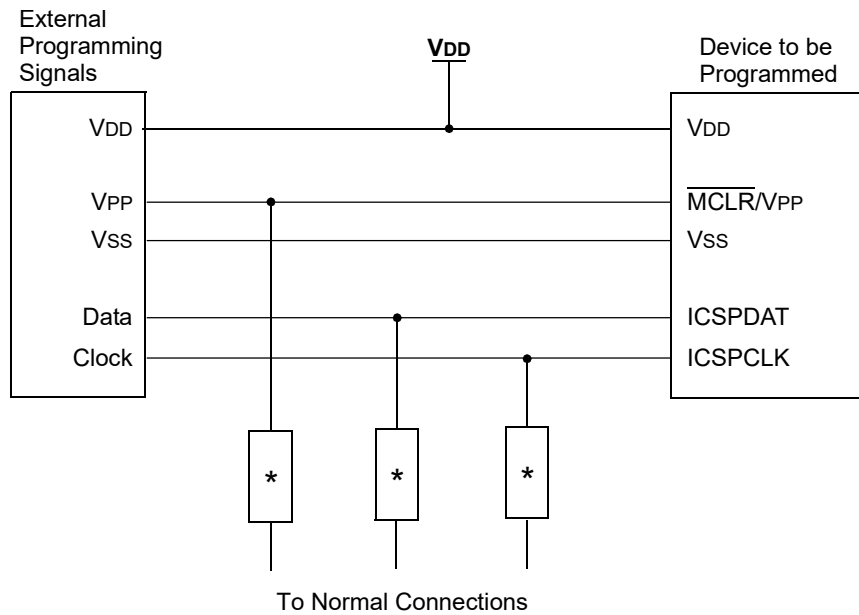 External
Programming
Signals
VDD
Device to be
Programmed
VDD
VDD
VPP
MCLR/VPP
VSS
VSS
Data
ICSPDAT
Clock
ICSPCLK
*
*
*
To Normal Connections